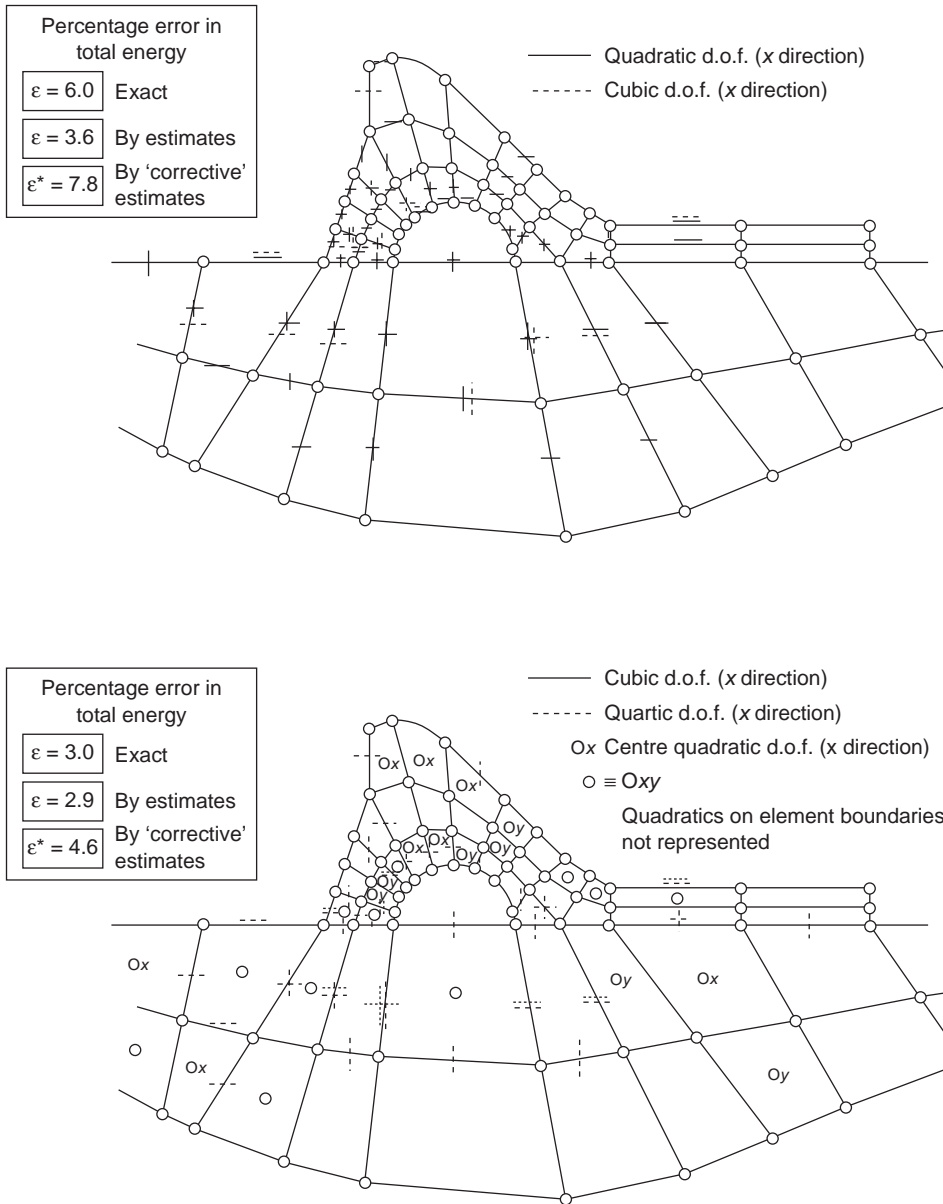 Percentage error in
total energy
ε = 6.0 Exact
ε = 3.6 By estimates
ε* = 7.8 By ‘corrective’
estimates
Quadratic d.o.f. (x direction)
Cubic d.o.f. (x direction)
Percentage error in
total energy
ε = 3.0 Exact
ε = 2.9 By estimates
ε* = 4.6 By ‘corrective’
estimates
Cubic d.o.f. (x direction)
Quartic d.o.f. (x direction)
Ox Centre quadratic d.o.f. (x direction)
○ ≡ Oxy
Quadratics on element boundaries
not represented
Ox
Ox
Ox
Oy
Ox
Ox
Oy
Oy
Oy
Oy
Ox
Oy
Ox
Ox
Oy